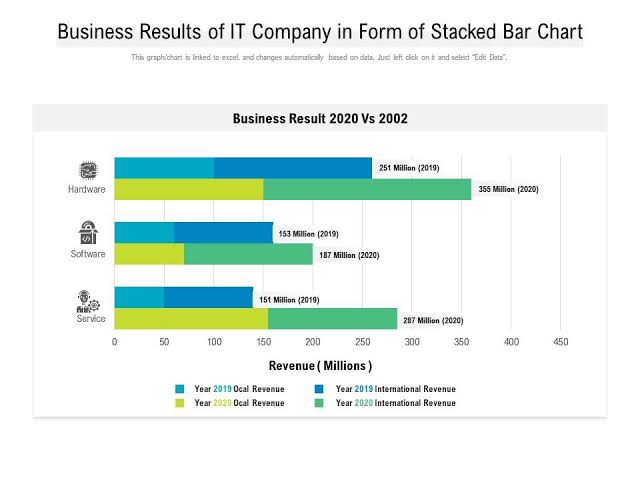 Business Results of IT Company in Form of Stacked Bar Chart
This graph/chart is linked to excel, and changes automatically based on data. Just left click on it and select "Edit Data".
Business Result 2020 Vs 2002
Hardware
251 Million (2019)
355 Million (2020)
Software
153 Million (2019)
187 Million (2020)
Service
151 Million (2019)
287 Million (2020)
0 50 100 150 200 250 300 350 400 450
Revenue ( Millions )
Year 2019 Ocal Revenue Year 2019 International Revenue
Year 2020 Ocal Revenue Year 2020 International Revenue